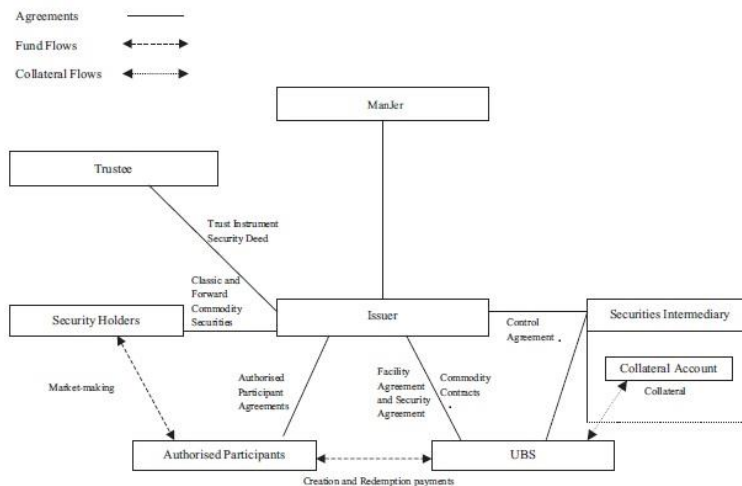 Agreements
Fund Flows
Collateral Flows
ManJer
Trustee
Trust Instrument
Security Deed
Classic and
Forward
Commodity
Securities
Security Holders
Issuer
Securities Intermediary
Control
Agreement
Collateral Account
Collateral
Market-making
Authorised
Participant
Agreements
Facility
Agreement
and Security
Agreement
Commodity
Contracts
Authorised Participants
UBS
Creation and Redemption payments